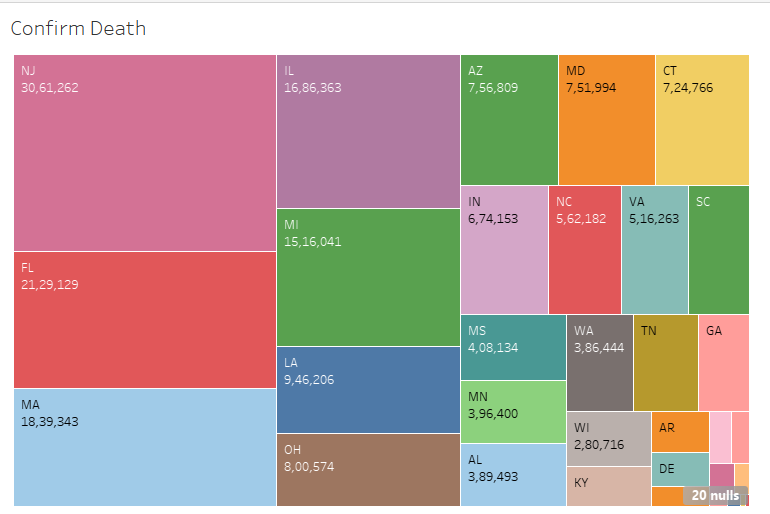 Confirm Death
NJ
30,61,262
FL
21,29,129
MA
18,39,343
IL
16,86,363
MI
15,16,041
LA
9,46,206
OH
8,00,574
AZ
7,56,809
MD
7,51,994
CT
7,24,766
IN
6,74,153
NC
5,62,182
VA
5,16,263
SC
MS
4,08,134
MN
3,96,400
AL
3,89,493
WA
3,86,444
TN
GA
WI
2,80,716
KY
AR
DE
20 nulls